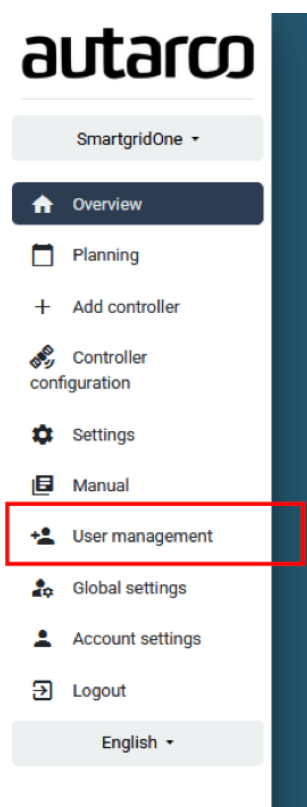 autarco
SmartgridOne
Overview
Planning
Add controller
Controller
configuration
Settings
Manual
User management
Global settings
Account settings
Logout
English